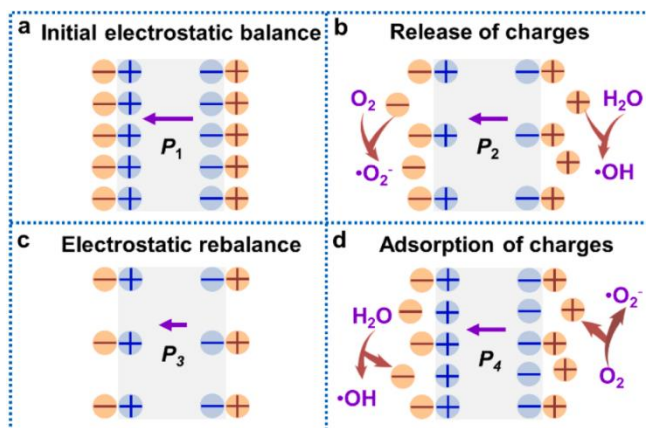 a Initial electrostatic balance
P1
b Release of charges
O2
H2O
P2
·O2-
·OH
c Electrostatic rebalance
P3
d Adsorption of charges
·O2-
H2O
P4
O2
·OH